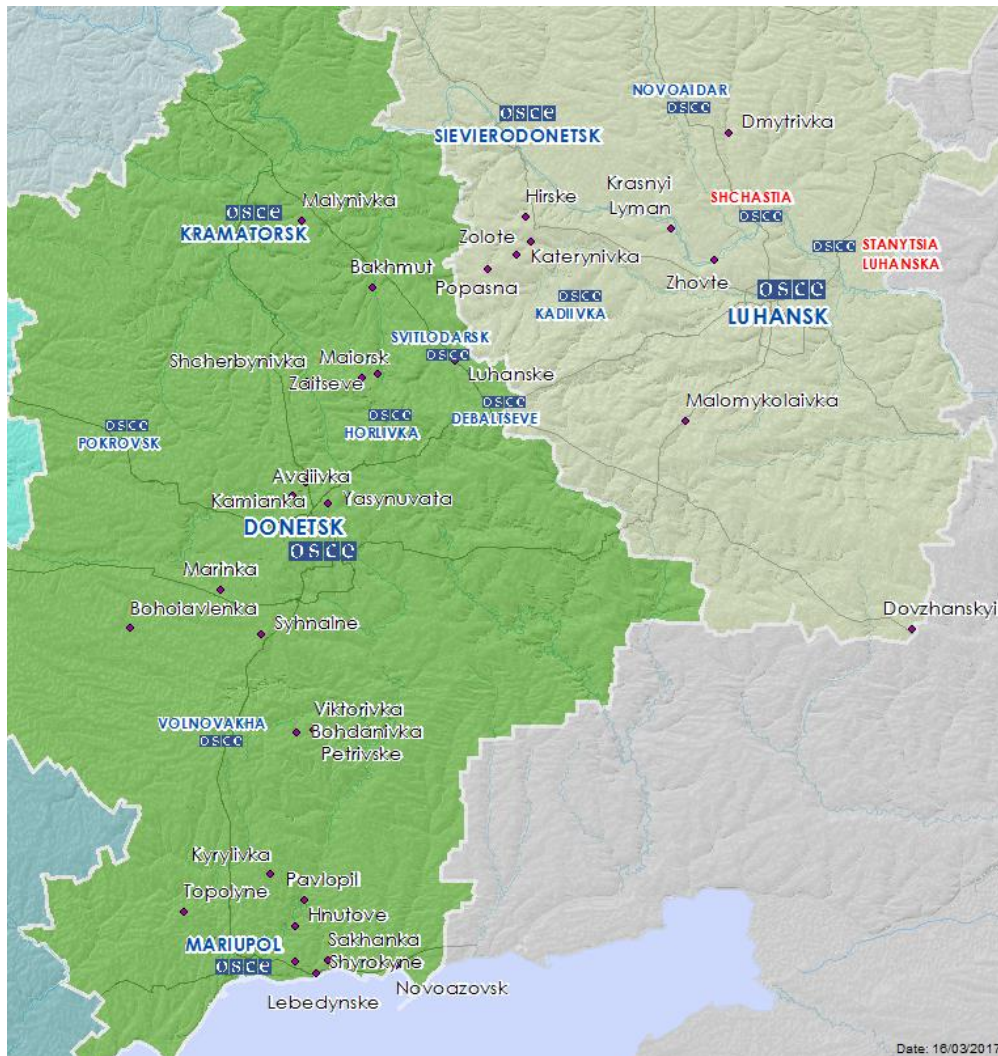 NOVOAIDAR
osce
osce
SIEVIERODONETSK
Dmytrivka
Malynivka
osce
KRAMATORSK
Hirske
Krasnyi
Lyman
SHCHASTIA
osce
Zolote
Katerynivka
osce
STANYTSIA
LUHANSKA
Bakhmut
Popasna
Zhovte
osce
KADIIVKA
osce
LUHANSK
SVITLODARSK
osce
Shcherbynivka
Maiorsk
Zaitseve
Luhanske
osce
HORLIVKA
osce
DEBALTSEVE
Malomykolaivka
osce
POKROVSK
Avdiivka
Kamianka
Yasynuvata
DONETSK
osce
Marinka
Bohoiavlenka
Syhnalne
Dovzhanskyi
VOLNOVAKHA
osce
Viktorivka
Bohdanivka
Petrivske
Kyrylivka
Pavlopil
Topolyne
Hnutove
MARIUPOL
osce
Sakhanka
Shyrokyne
Lebedynske
Novoazovsk
Date: 16/03/2017